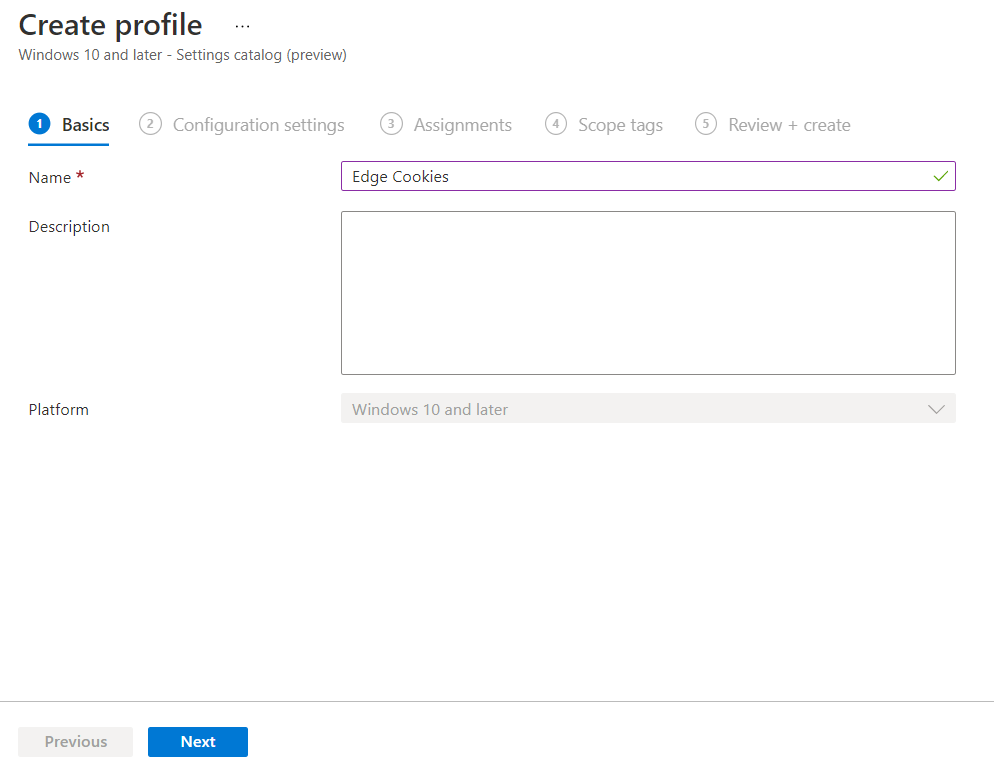 Create profile ...
Windows 10 and later - Settings catalog (preview)
1 Basics 2 Configuration settings 3 Assignments 4 Scope tags 5 Review + create
Name * Edge Cookies
Description
Platform Windows 10 and later
Previous Next